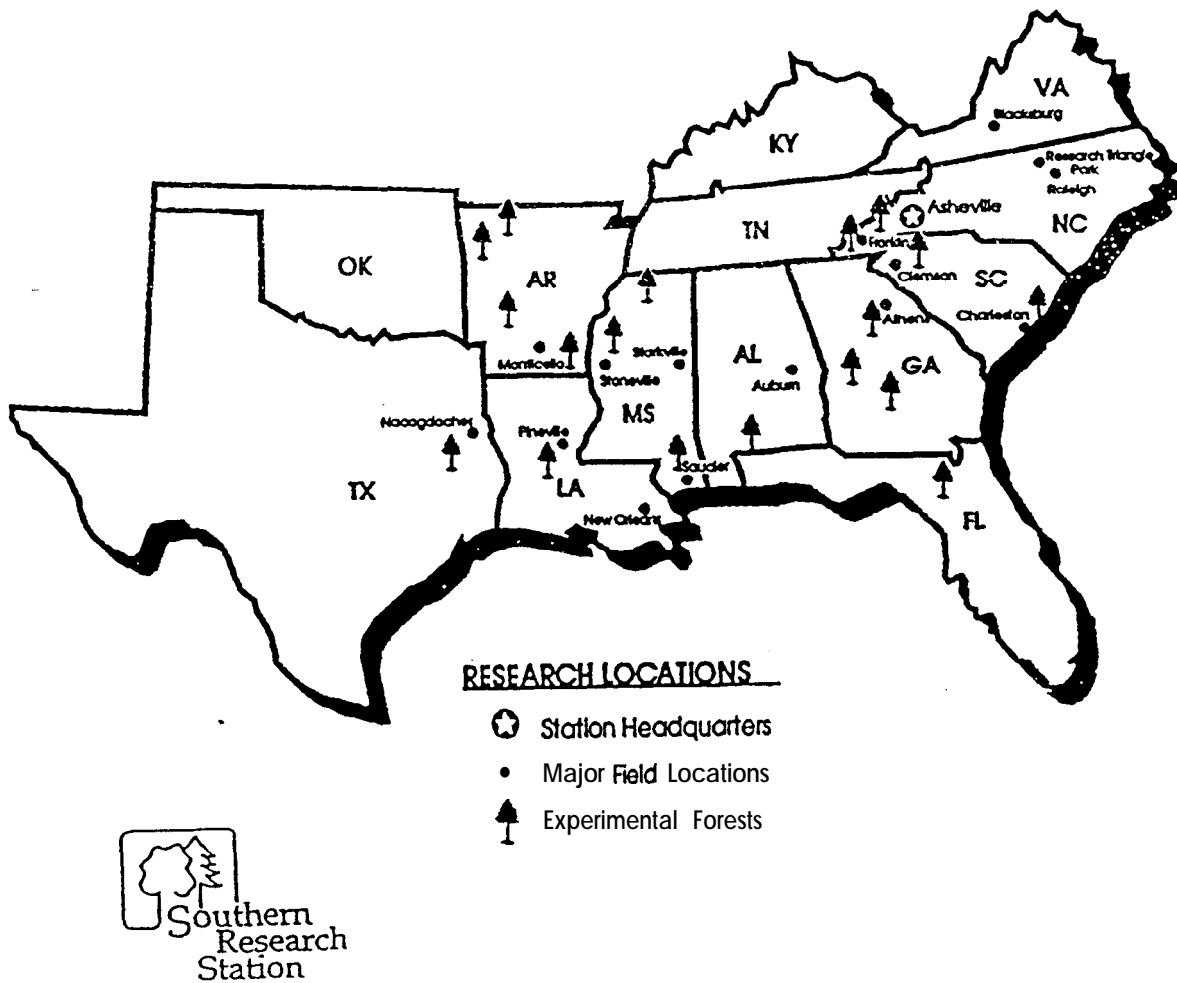 VA
Blacksburg
KY
Research Triangle
Park
Raleigh
Asheville
TN
NC
Franklin
OK
AR
Clemson
SC
Athens
Charleston
Monticello
Starkville
Stoneville
AL
Auburn
GA
MS
Nacogdoches
Pineville
Saucier
TX
LA
New Orleans
FL
RESEARCH LOCATIONS
Station Headquarters
Major Field Locations
Experimental Forests
Southern
Research
Station